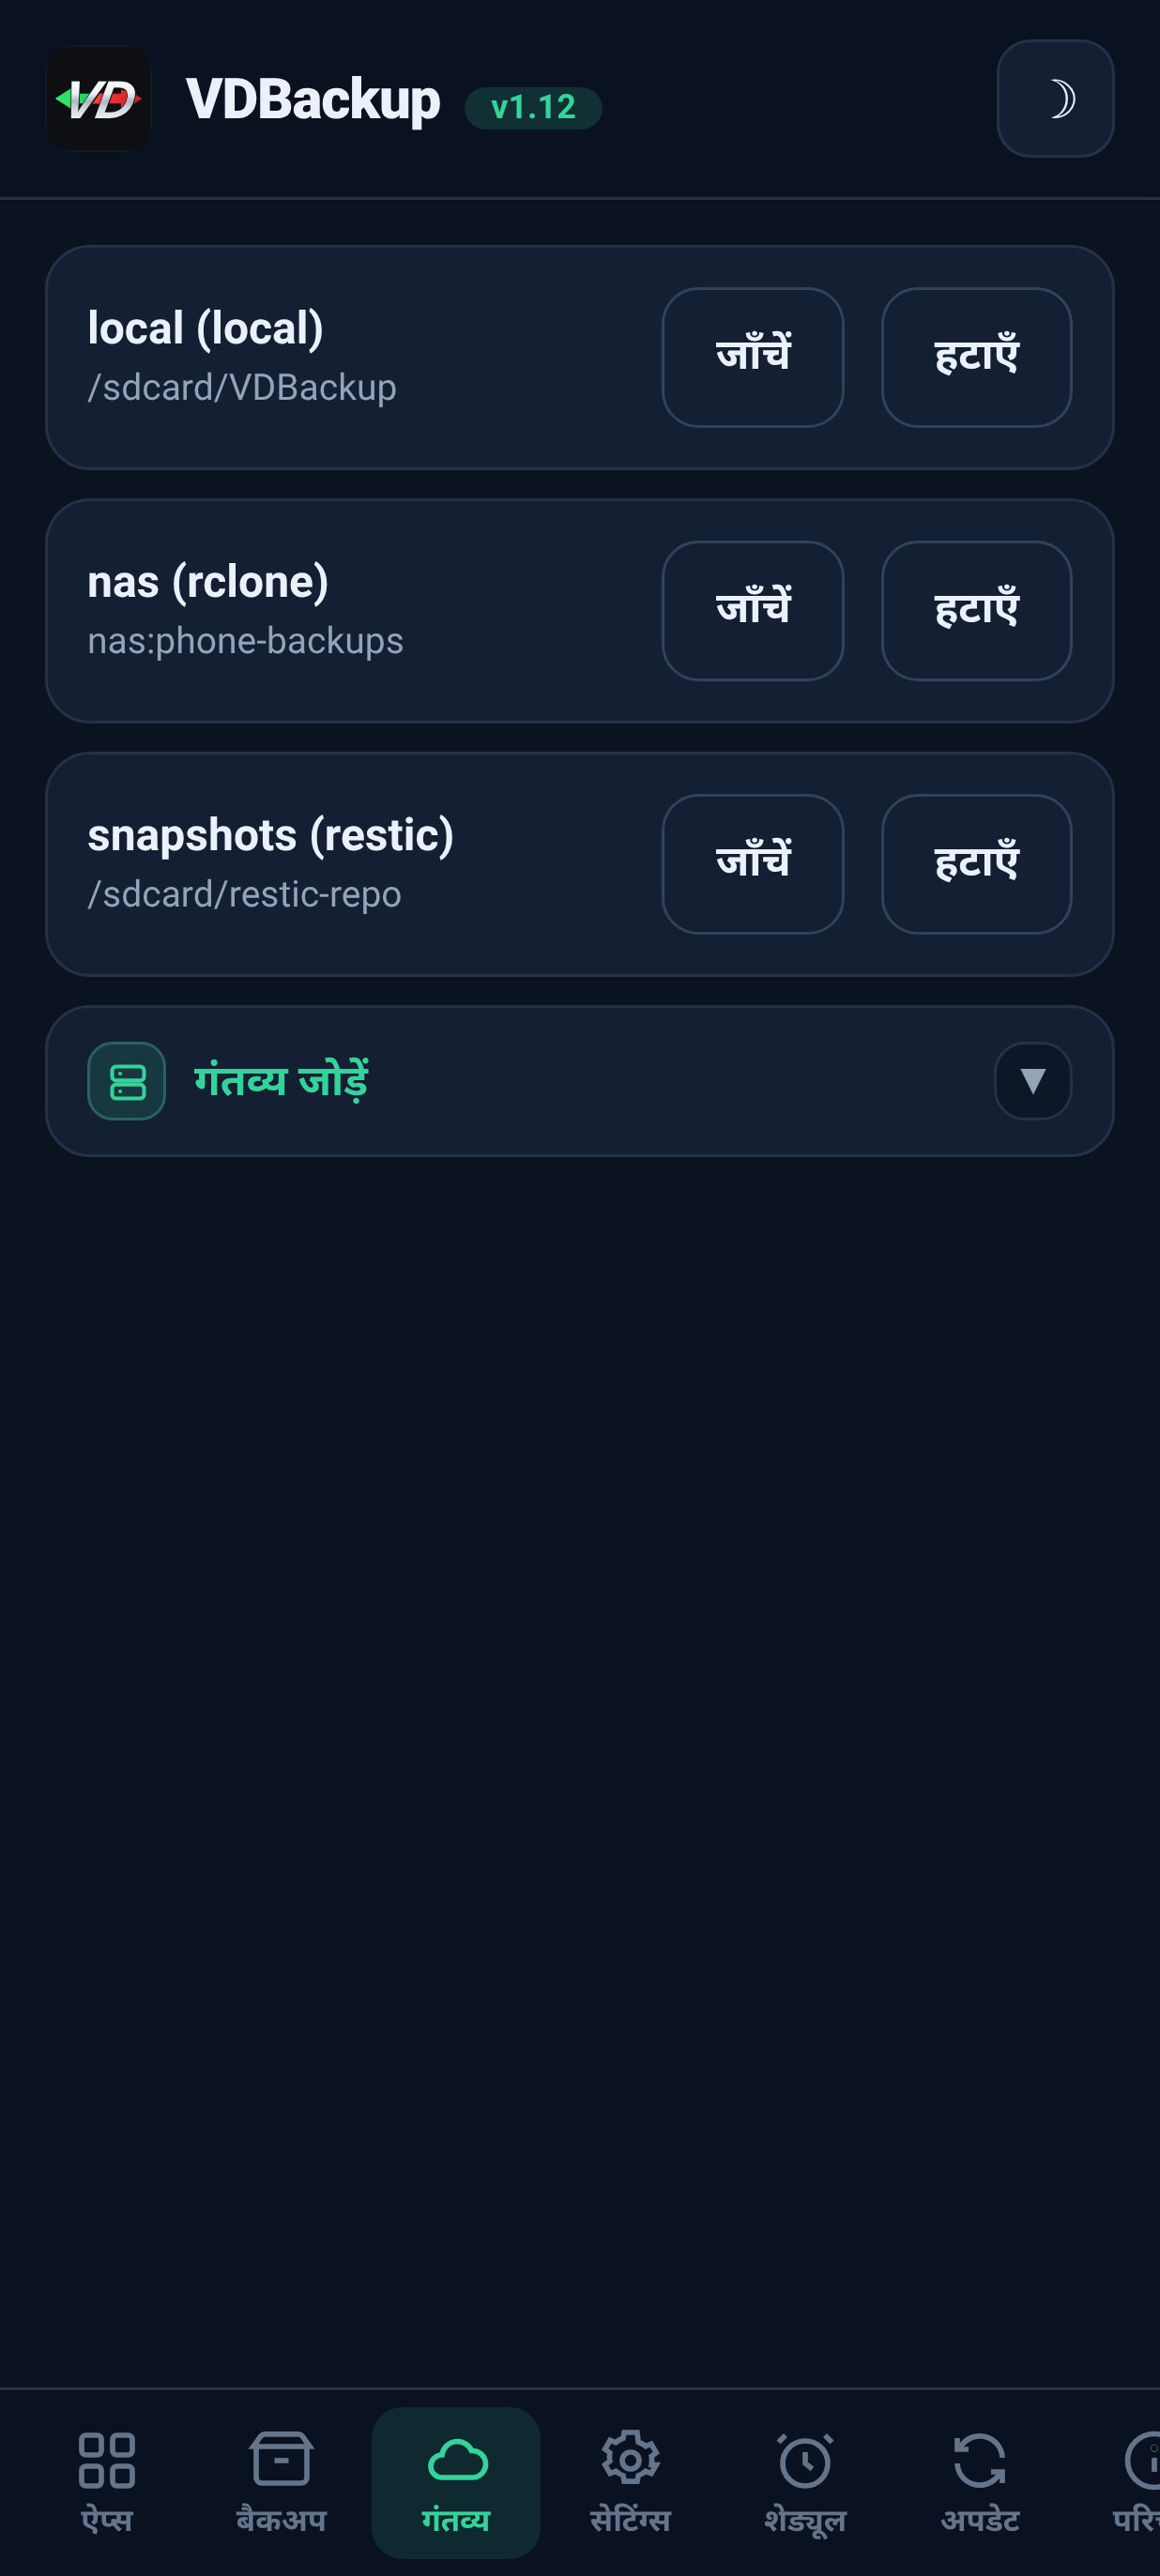 VD
VDBackup v1.12
local (local)
/sdcard/VDBackup
जाँचें
हटाएँ
nas (rclone)
nas:phone-backups
जाँचें
हटाएँ
snapshots (restic)
/sdcard/restic-repo
जाँचें
हटाएँ
गंतव्य जोड़ें
ऐप्स
बैकअप
गंतव्य
सेटिंग्स
शेड्यूल
अपडेट